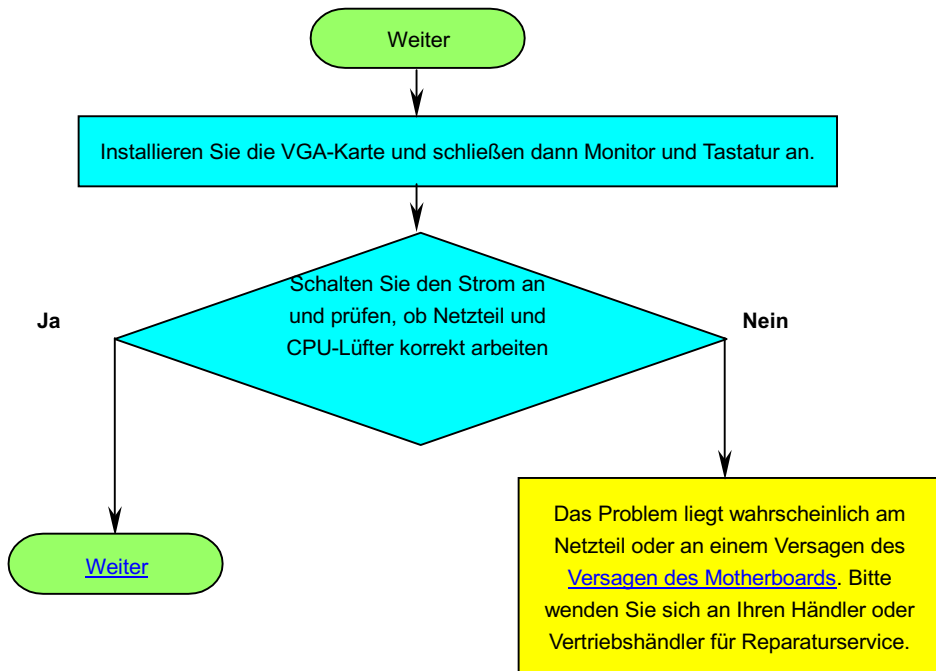 Weiter
Installieren Sie die VGA-Karte und schließen dann Monitor und Tastatur an.
Schalten Sie den Strom an
und prüfen, ob Netzteil und
CPU-Lüfter korrekt arbeiten
Ja
Nein
Weiter
Das Problem liegt wahrscheinlich am
Netzteil oder an einem Versagen des
Versagen des Motherboards. Bitte
wenden Sie sich an Ihren Händler oder
Vertriebshändler für Reparaturservice.